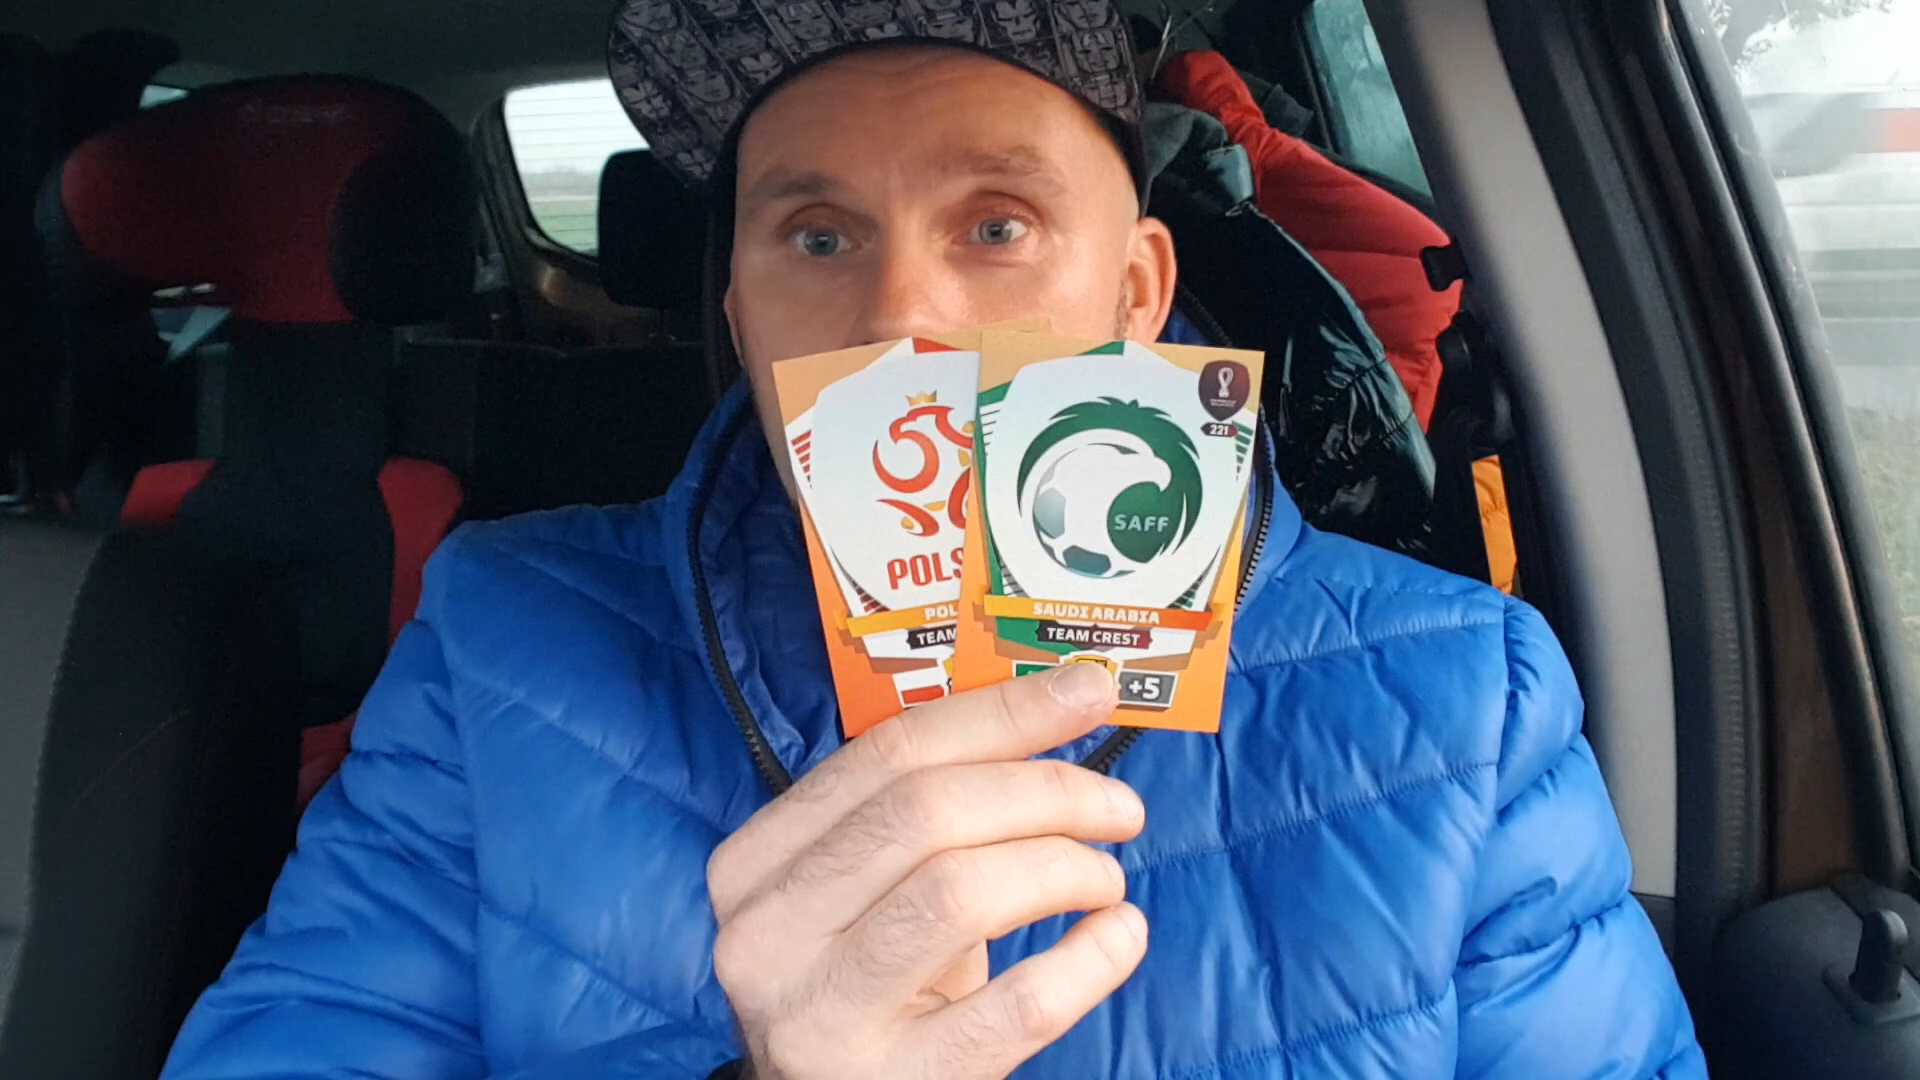 POLS
POL
TEAM
221
SAFF
SAUDI ARABIA
TEAM CREST
+5